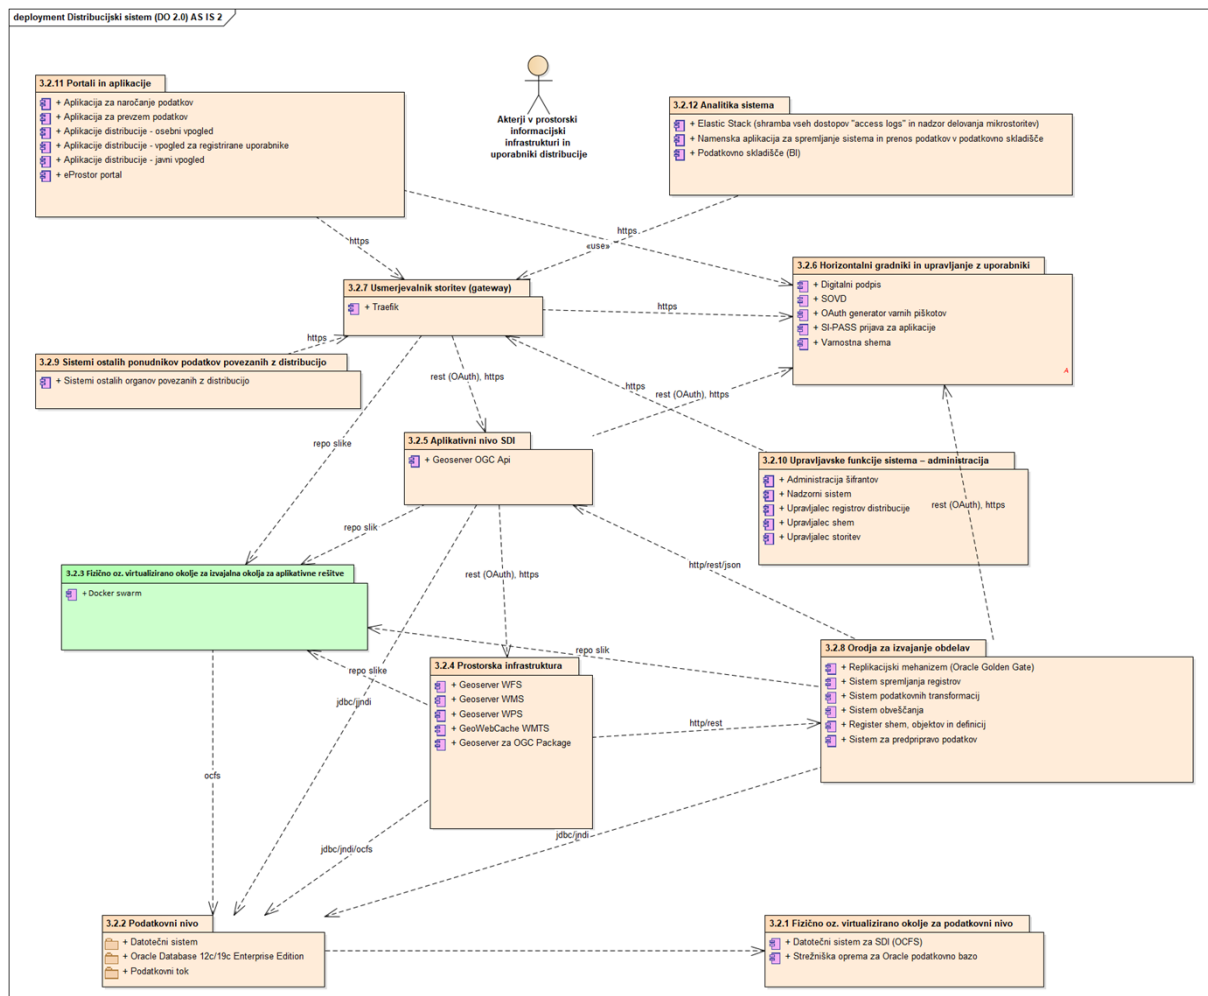 deployment Distribucijski sistem (DO 2.0) AS IS 2
3.2.11 Portali in aplikacije
+ Aplikacija za naročanje podatkov
+ Aplikacija za prevzem podatkov
+ Aplikacije distribucije - osebni vpogled
+ Aplikacije distribucije - vpogled za registrirane uporabnike
+ Aplikacije distribucije - javni vpogled
+ eProstor portal
Akterji v prostorski
informacijski
infrastrukturi in
uporabniki distribucije
3.2.12 Analitika sistema
+ Elastic Stack (shramba vseh dostopov "access logs" in nadzor delovanja mikrostoritev)
+ Namenska aplikacija za spremljanje sistema in prenos podatkov v podatkovno skladišče
+ Podatkovno skladišče (BI)
https
https
«use»
3.2.6 Horizontalni gradniki in upravljanje z uporabniki
+ Digitalni podpis
+ SOVD
+ OAuth generator varnih piškotov
+ SI-PASS prijava za aplikacije
+ Varnostna shema
A
3.2.7 Usmerjevalnik storitev (gateway)
+ Traefik
https
https
3.2.9 Sistemi ostalih ponudnikov podatkov povezanih z distribucijo
+ Sistemi ostalih organov povezanih z distribucijo
rest (OAuth), https
https
rest (OAuth), https
repo slike
3.2.5 Aplikativni nivo SDI
+ Geoserver OGC Api
3.2.10 Upravljavske funkcije sistema – administracija
+ Administracija šifrantov
+ Nadzorni sistem
+ Upravljalec registrov distribucije
+ Upravljalec shem
+ Upravljalec storitev
rest (OAuth), https
repo slik
rest (OAuth), https
http/rest/json
3.2.3 Fizično oz. virtualizirano okolje za izvajalna okolja za aplikativne rešitve
+ Docker swarm
repo slik
3.2.8 Orodja za izvajanje obdelav
+ Replikacijski mehanizem (Oracle Golden Gate)
+ Sistem spremljanja registrov
+ Sistem podatkovnih transformacij
+ Sistem obveščanja
+ Register shem, objektov in definicij
+ Sistem za predpripravo podatkov
3.2.4 Prostorska infrastruktura
+ Geoserver WFS
+ Geoserver WMS
+ Geoserver WPS
+ GeoWebCache WMTS
+ Geoserver za OGC Package
repo slike
jdbc/jndi
http/rest
ocfs
jdbc/jndi
jdbc/jndi/ocfs
3.2.2 Podatkovni nivo
+ Datotečni sistem
+ Oracle Database 12c/19c Enterprise Edition
+ Podatkovni tok
3.2.1 Fizično oz. virtualizirano okolje za podatkovni nivo
+ Datotečni sistem za SDI (OCFS)
+ Strežniška oprema za Oracle podatkovno bazo